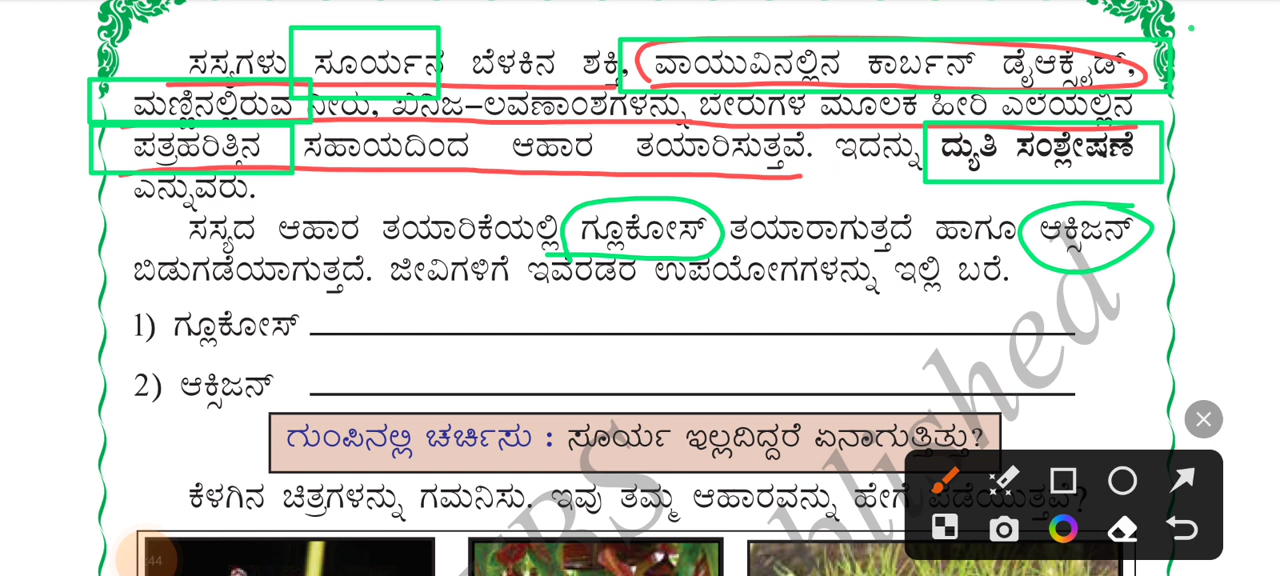 ಸಸ್ಯಗಳು ಸೂರ್ಯನ ಬೆಳಕಿನ ಶಕ್ತಿ, ವಾಯುವಿನಲ್ಲಿನ ಕಾರ್ಬನ್ ಡೈಆಕ್ಸೈಡ್,
ಮಣ್ಣಿನಲ್ಲಿರುವ ನೀರು, ಖನಿಜ-ಲವಣಾಂಶಗಳನ್ನು ಬೇರುಗಳ ಮೂಲಕ ಹೀರಿ ಎಲೆಯಲ್ಲಿನ
ಪತ್ರಹರಿತ್ತಿನ ಸಹಾಯದಿಂದ ಆಹಾರ ತಯಾರಿಸುತ್ತವೆ. ಇದನ್ನು ದ್ಯುತಿ ಸಂಶ್ಲೇಷಣೆ
ಎನ್ನುವರು.
ಸಸ್ಯದ ಆಹಾರ ತಯಾರಿಕೆಯಲ್ಲಿ ಗ್ಲೂಕೋಸ್ ತಯಾರಾಗುತ್ತದೆ ಹಾಗೂ ಆಕ್ಸಿಜನ್
ಬಿಡುಗಡೆಯಾಗುತ್ತದೆ. ಜೀವಿಗಳಿಗೆ ಇವೆರಡರ ಉಪಯೋಗಗಳನ್ನು ಇಲ್ಲಿ ಬರೆ.
1) ಗ್ಲೂಕೋಸ್
2) ಆಕ್ಸಿಜನ್
ಗುಂಪಿನಲ್ಲಿ ಚರ್ಚಿಸು : ಸೂರ್ಯ ಇಲ್ಲದಿದ್ದರೆ ಏನಾಗುತ್ತಿತ್ತು?
ಕೆಳಗಿನ ಚಿತ್ರಗಳನ್ನು ಗಮನಿಸು. ಇವು ತಮ್ಮ ಆಹಾರವನ್ನು ಹೇಗೆ ಪಡೆಯುತ್ತವೆ?